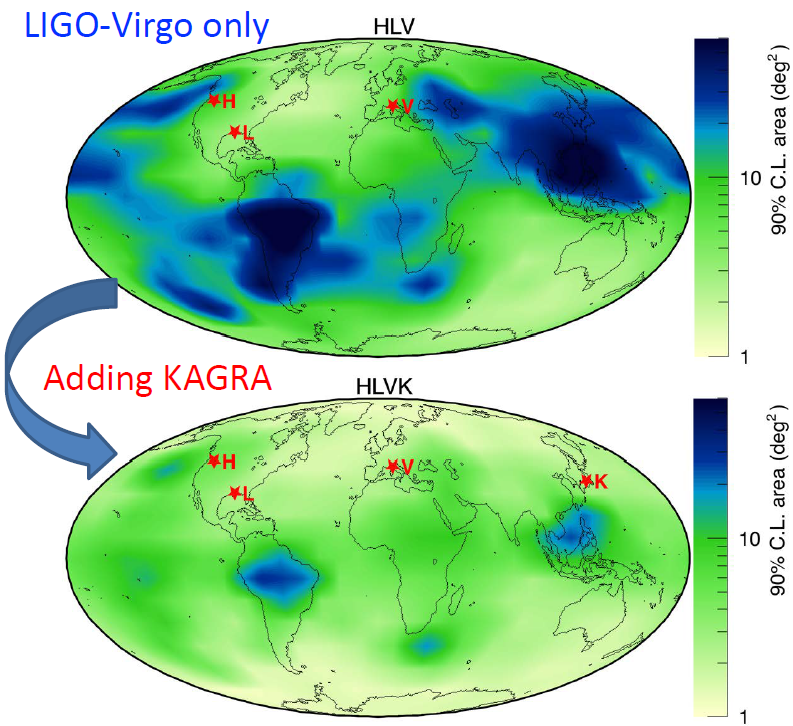 LIGO-Virgo only
HLV
H
V
L
10
1
90% C.L. area (deg²)
Adding KAGRA
HLVK
H
V
K
L
10
1
90% C.L. area (deg²)